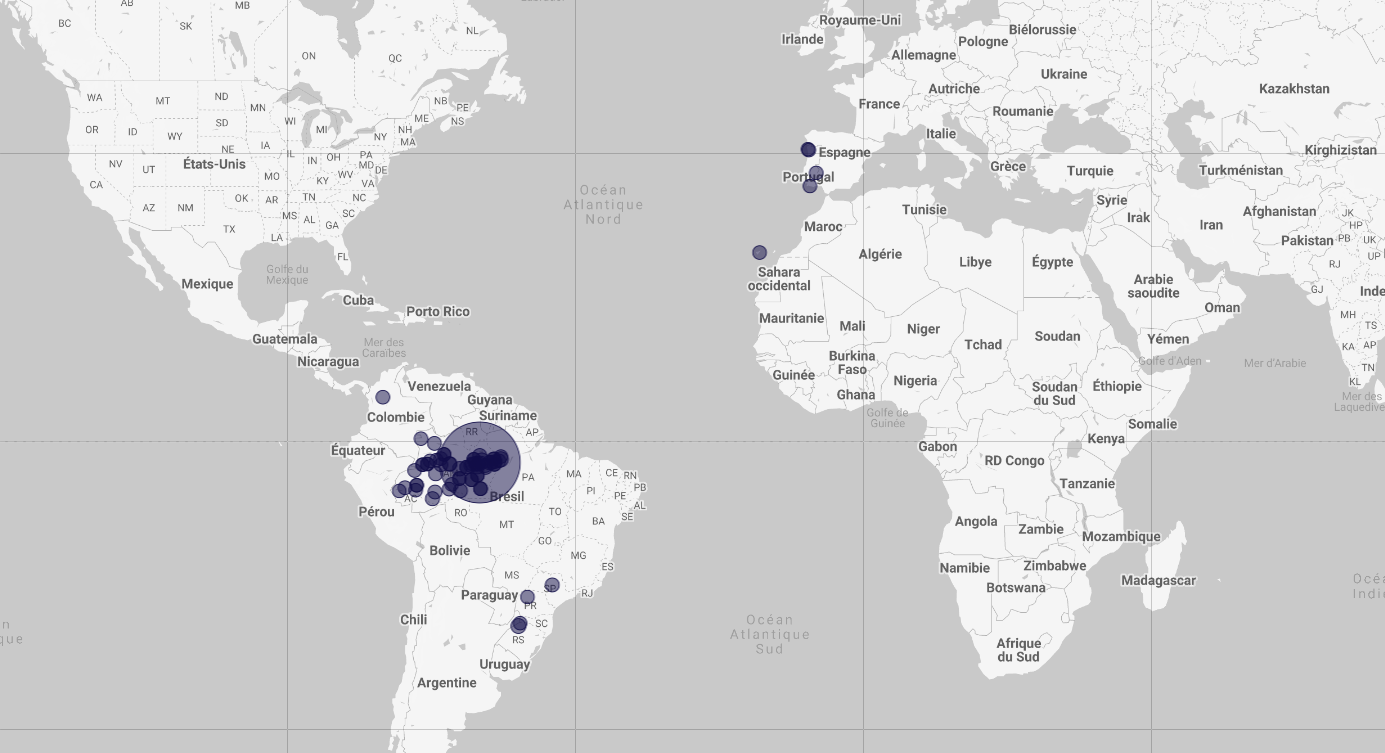 AB
MB
BC
SK
NL
ON
QC
Royaume-Uni
Irlande
Biélorussie
Pologne
Allemagne
Ukraine
Autriche
Kazakhstan
France
Roumanie
WA
MT
ND
MN
NB
PE
ME
NS
OR
ID
WY
SD
WI
MI
NH
NY
MA
Italie
NE
IA
IL
IN
OH
PA
MD
DE
NV
UT
États-Unis
MO
KY
WV
VA
CA
Espagne
Grèce
Turquie
Kirghizistan
Turkménistan
Portugal
AZ
NM
OK
AR
TN
NC
MS
AL
SC
GA
TX
LA
FL
Océan
Atlantique
Nord
Syrie
Irak
Iran
Afghanistan
JK
HP
PB
UK
Pakistan
RJ
UP
Tunisie
Maroc
Algérie
Libye
Égypte
Sahara
occidental
Arabie
saoudite
Oman
GJ
Inde
Golfe du
Mexique
Mexique
Cuba
Porto Rico
Guatemala
Mer des
Caraïbes
Nicaragua
Mauritanie
Mali
Niger
Tchad
Soudan
Yémen
MH
TS
KA
AP
TN
KL
Golfe d'Aden
Mer d'Arabie
Mer des
Laquedive
Burkina
Faso
Guinée
Ghana
Nigeria
Soudan
du Sud
Éthiopie
Golfe de
Guinée
Somalie
Venezuela
Guyana
Suriname
Colombie
RR
AP
Équateur
Gabon
RD Congo
Kenya
Tanzanie
PA
MA
CE
RN
PB
PI
PE
AL
SE
AC
Brésil
Pérou
RO
TO
BA
MT
GO
Bolivie
MG
ES
MS
SP
RJ
Paraguay
PR
SC
RS
Chili
Uruguay
Argentine
Angola
Zambie
Mozambique
Namibie
Zimbabwe
Botswana
Madagascar
Afrique
du Sud
Océan
Atlantique
Sud
Océa
Indie
n
que